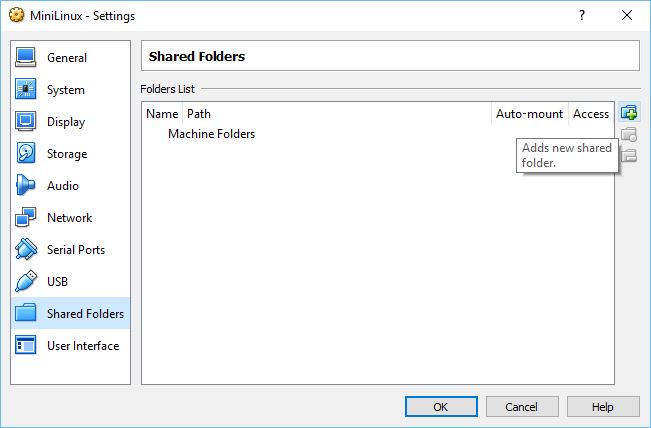 MiniLinux - Settings
?
General
System
Display
Storage
Audio
Network
Serial Ports
USB
Shared Folders
User Interface
Shared Folders
Folders List
Name Path Auto-mount Access
Machine Folders
Adds new shared
folder.
OK Cancel Help